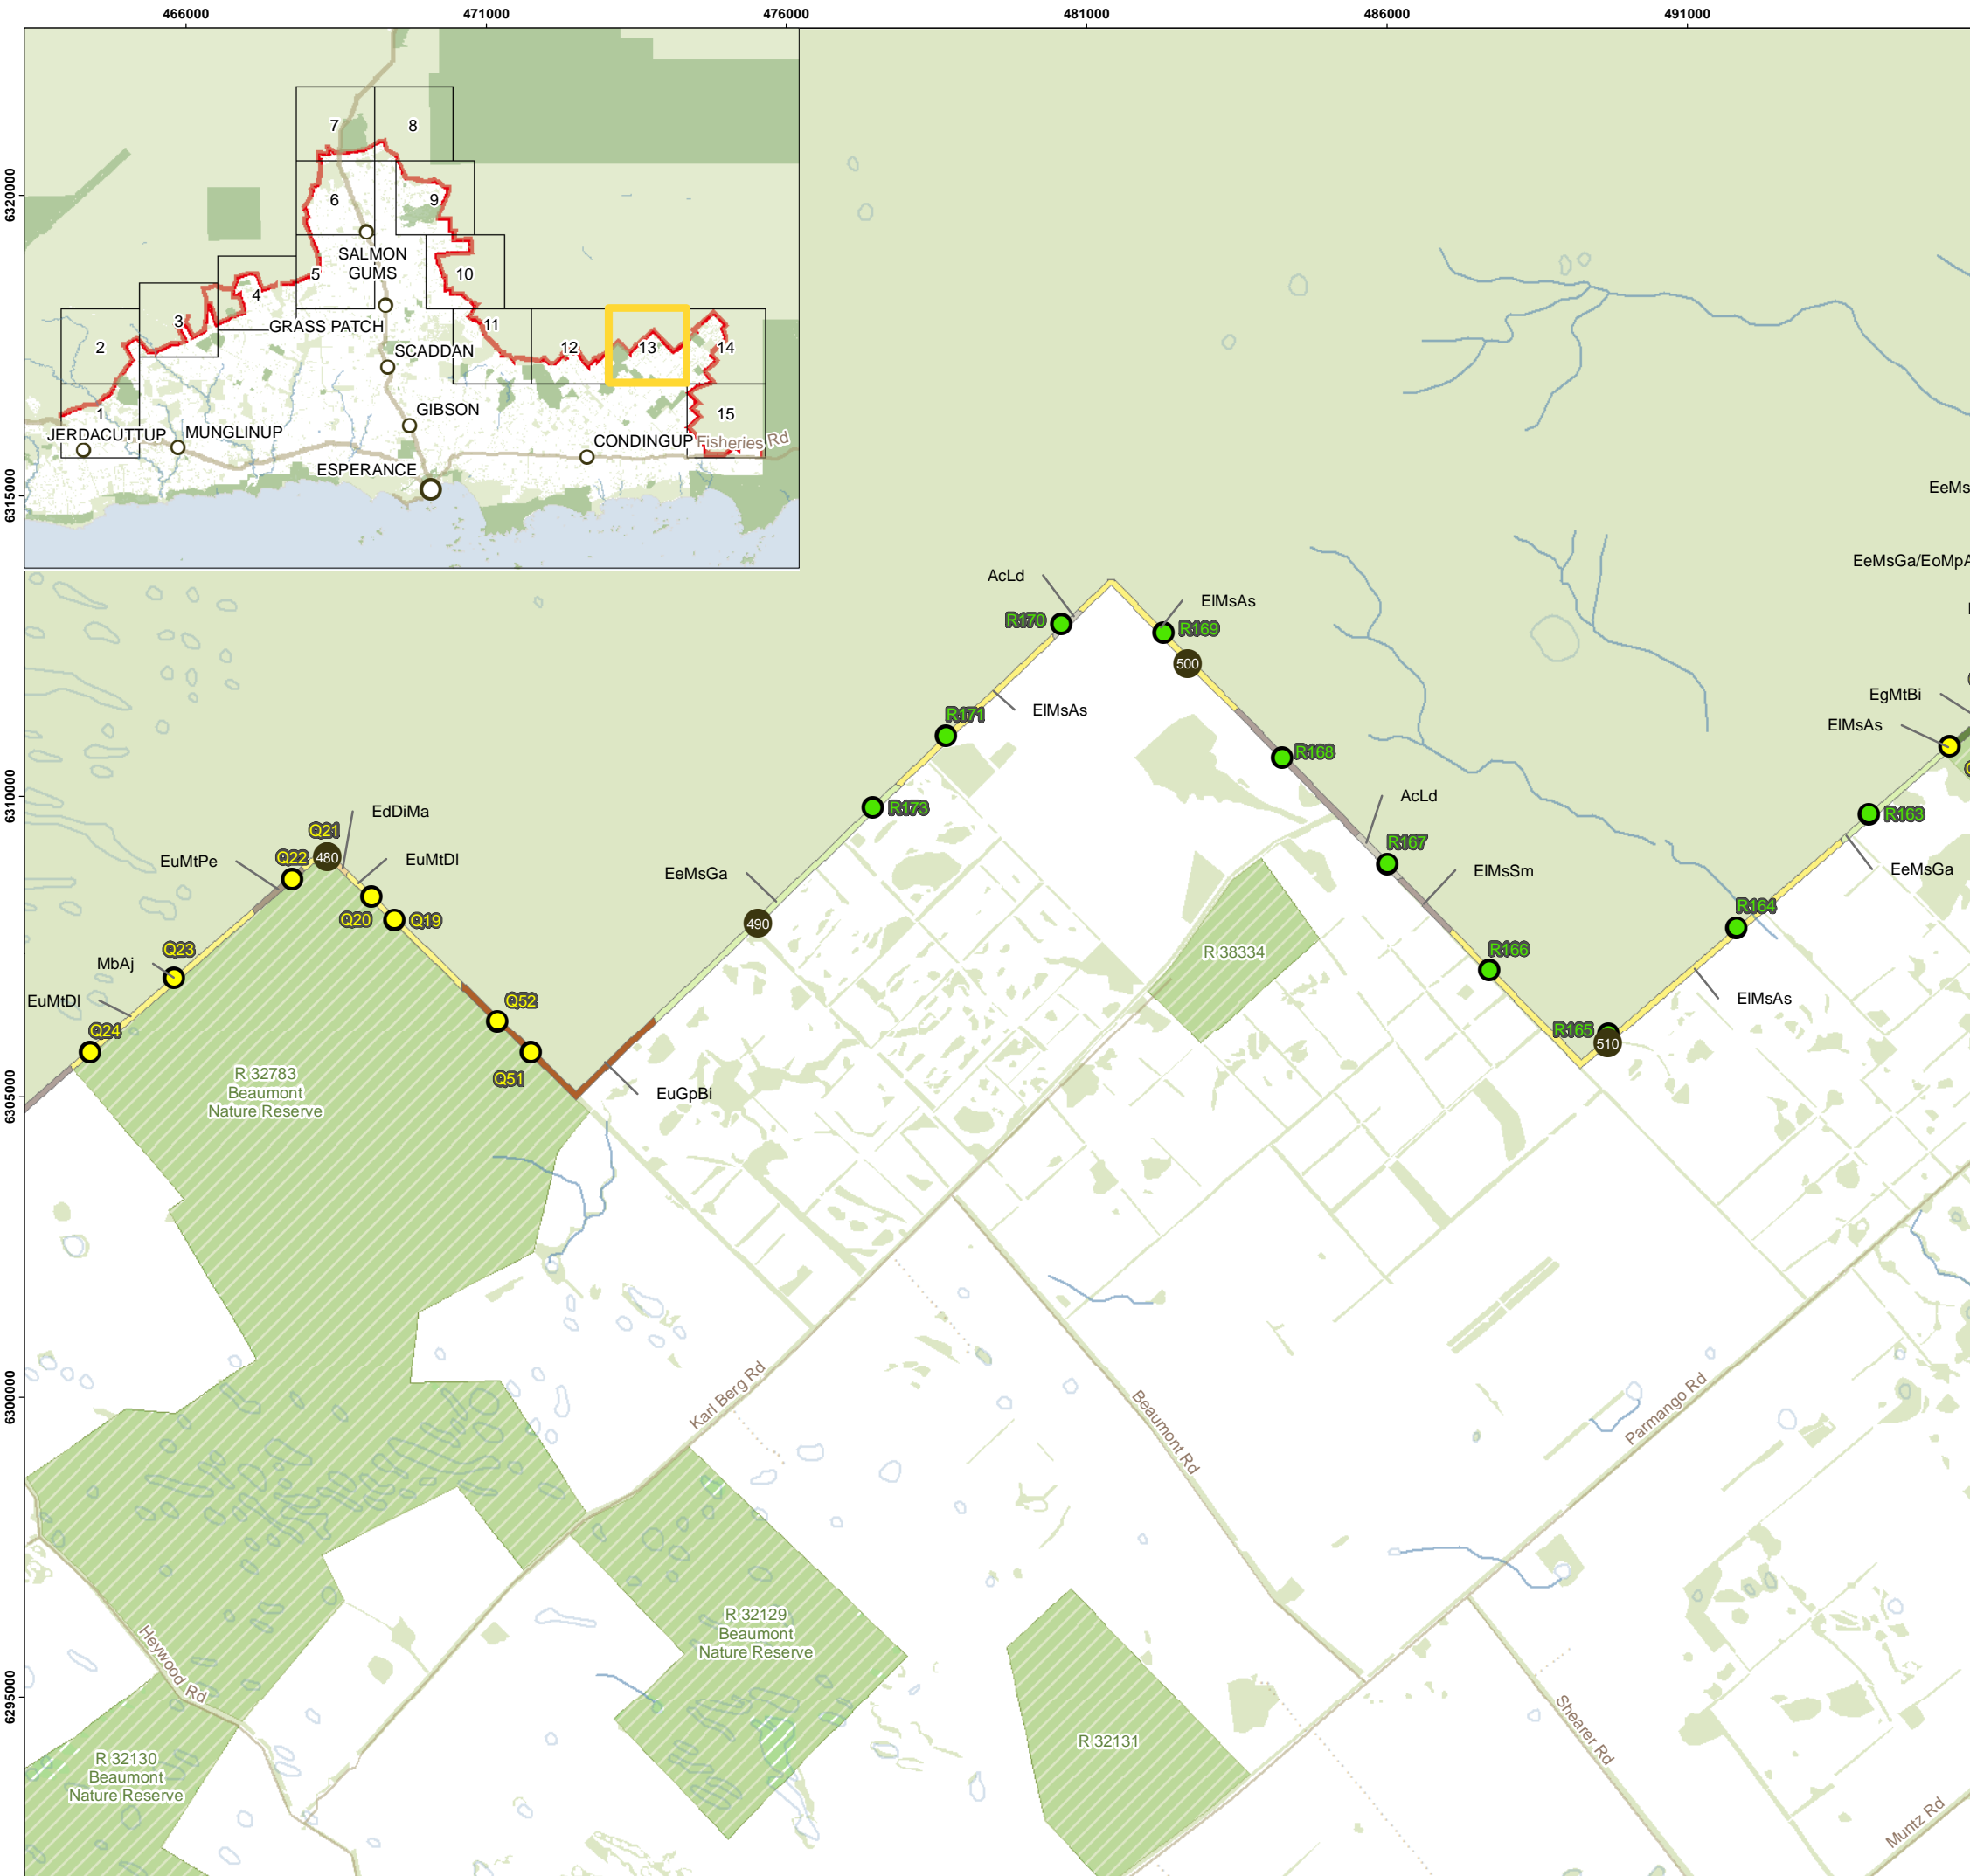 466000
471000
476000
481000
486000
491000
6320000
6315000
6310000
6305000
6300000
6295000
7
8
6
9
SALMON
GUMS
5
10
4
3
GRASS PATCH
11
2
SCADDAN
12
13
14
1
GIBSON
15
JERDACUTTUP
MUNGLINUP
CONDINGUP
Fisheries Rd
ESPERANCE
EeMs
EeMsGa/EoMpA
AcLd
ElMsAs
R170
R169
500
EgMtBi
ElMsAs
R171
ElMsAs
R168
EdDiMa
AcLd
R173
R163
Q21
480
EuMtPe
Q22
EuMtDl
R167
EeMsGa
ElMsSm
EeMsGa
Q20
Q19
490
R164
Q23
MbAj
R 38334
R166
EuMtDl
Q52
ElMsAs
Q24
R165
510
R 32783
Beaumont
Nature Reserve
Q51
EuGpBi
Karl Berg Rd
Beaumont Rd
Parmango Rd
R 32129
Beaumont
Nature Reserve
Heywood Rd
Shearer Rd
R 32131
R 32130
Beaumont
Nature Reserve
Muntz Rd